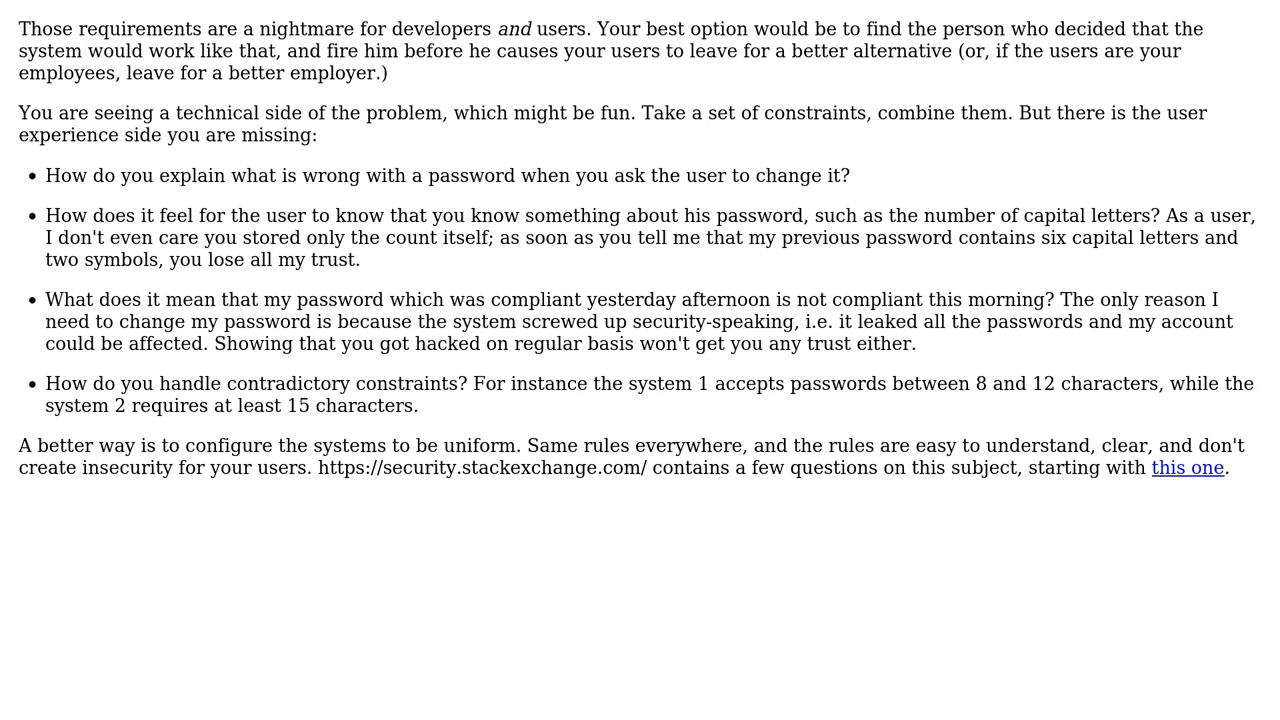 Those requirements are a nightmare for developers and users. Your best option would be to find the person who decided that the
system would work like that, and fire him before he causes your users to leave for a better alternative (or, if the users are your
employees, leave for a better employer.)
You are seeing a technical side of the problem, which might be fun. Take a set of constraints, combine them. But there is the user
experience side you are missing:
• How do you explain what is wrong with a password when you ask the user to change it?
• How does it feel for the user to know that you know something about his password, such as the number of capital letters? As a user,
I don't even care you stored only the count itself; as soon as you tell me that my previous password contains six capital letters and
two symbols, you lose all my trust.
• What does it mean that my password which was compliant yesterday afternoon is not compliant this morning? The only reason I
need to change my password is because the system screwed up security-speaking, i.e. it leaked all the passwords and my account
could be affected. Showing that you got hacked on regular basis won't get you any trust either.
• How do you handle contradictory constraints? For instance the system 1 accepts passwords between 8 and 12 characters, while the
system 2 requires at least 15 characters.
A better way is to configure the systems to be uniform. Same rules everywhere, and the rules are easy to understand, clear, and don't
create insecurity for your users. https://security.stackexchange.com/ contains a few questions on this subject, starting with this one.